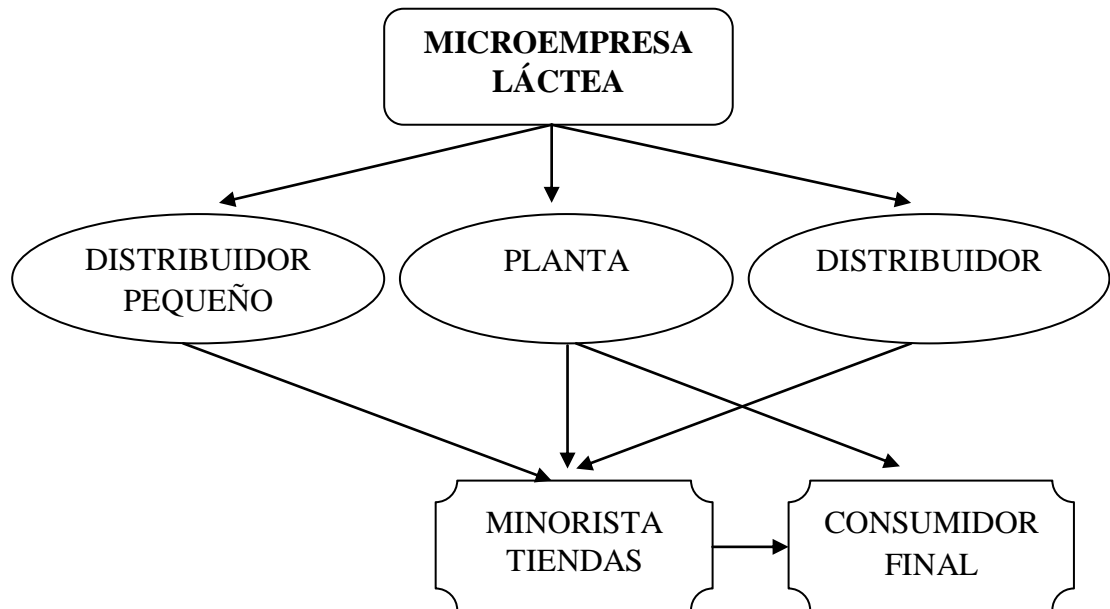 MICROEMPRESA
LÁCTEA
DISTRIBUIDOR
PEQUEÑO
PLANTA
DISTRIBUIDOR
MINORISTA
TIENDAS
CONSUMIDOR
FINAL